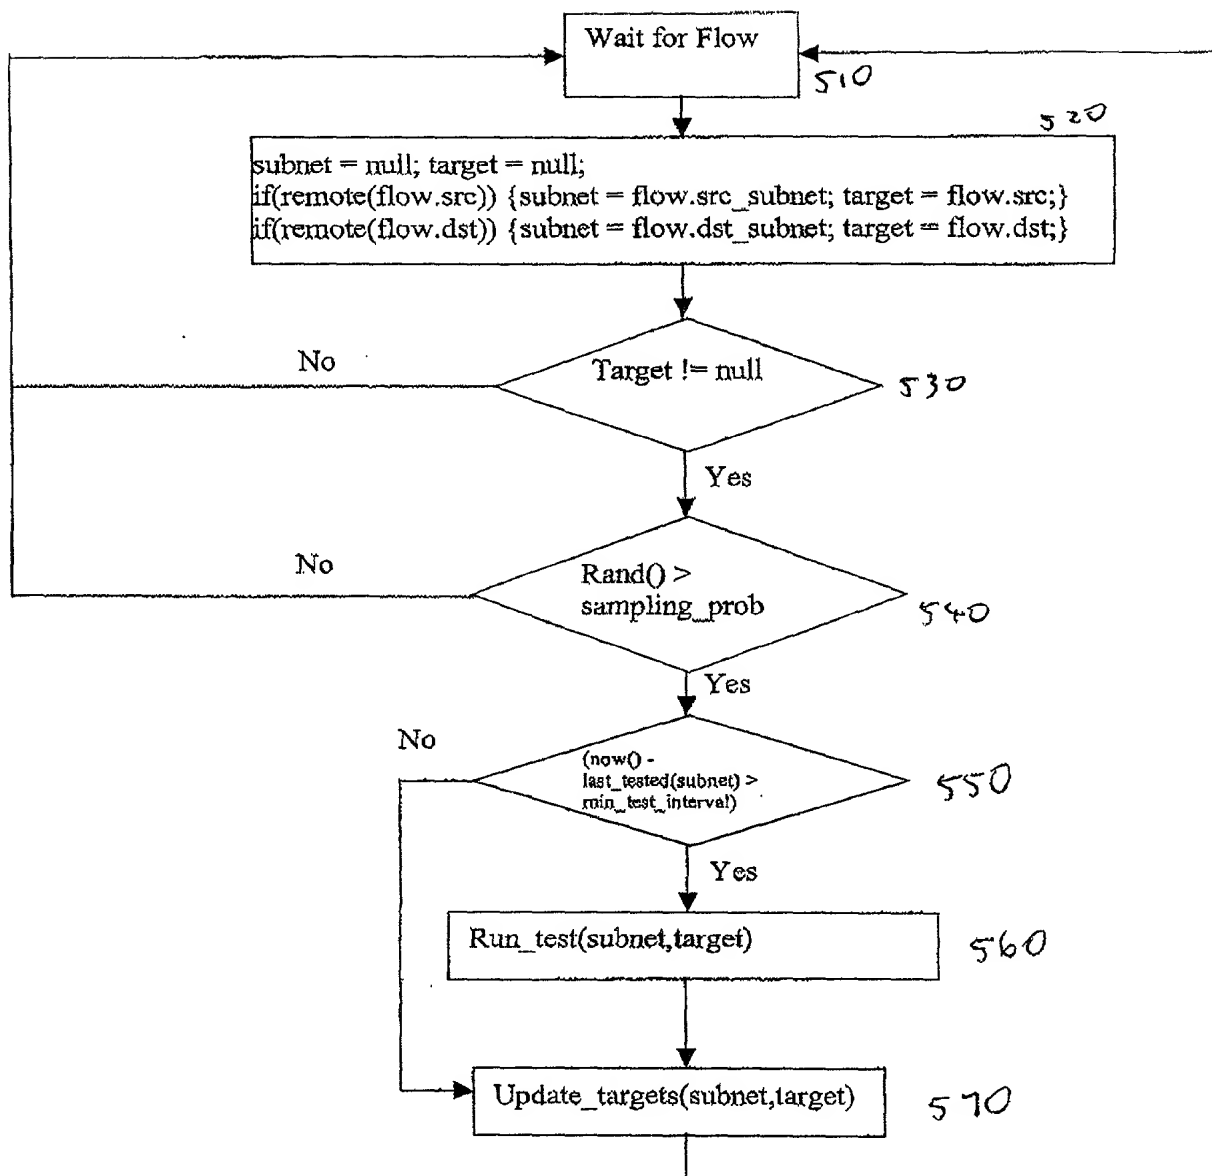 Wait for Flow
510
520
subnet = null; target = null;
if(remote(flow.src)) {subnet = flow.src_subnet; target = flow.src;}
if(remote(flow.dst)) {subnet = flow.dst_subnet; target = flow.dst;}
No
Target != null
530
Yes
No
Rand() >
sampling_prob
540
Yes
No
(now() -
last_tested(subnet) >
min_test_interval)
550
Yes
Run_test(subnet,target)
560
Update_targets(subnet,target)
570